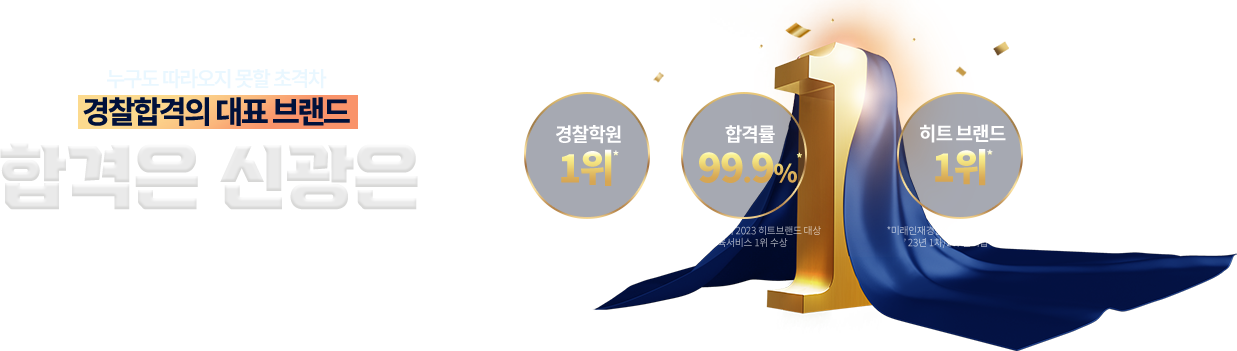 누구도 따라오지 못할 초격차
경찰합격의 대표 브랜드
합격은 신광은
경찰학원
1위*
합격률
99.9%*
히트 브랜드
1위*
2023 히트브랜드 대상
서비스 1위 수상
*미래인재경
'23년 1차